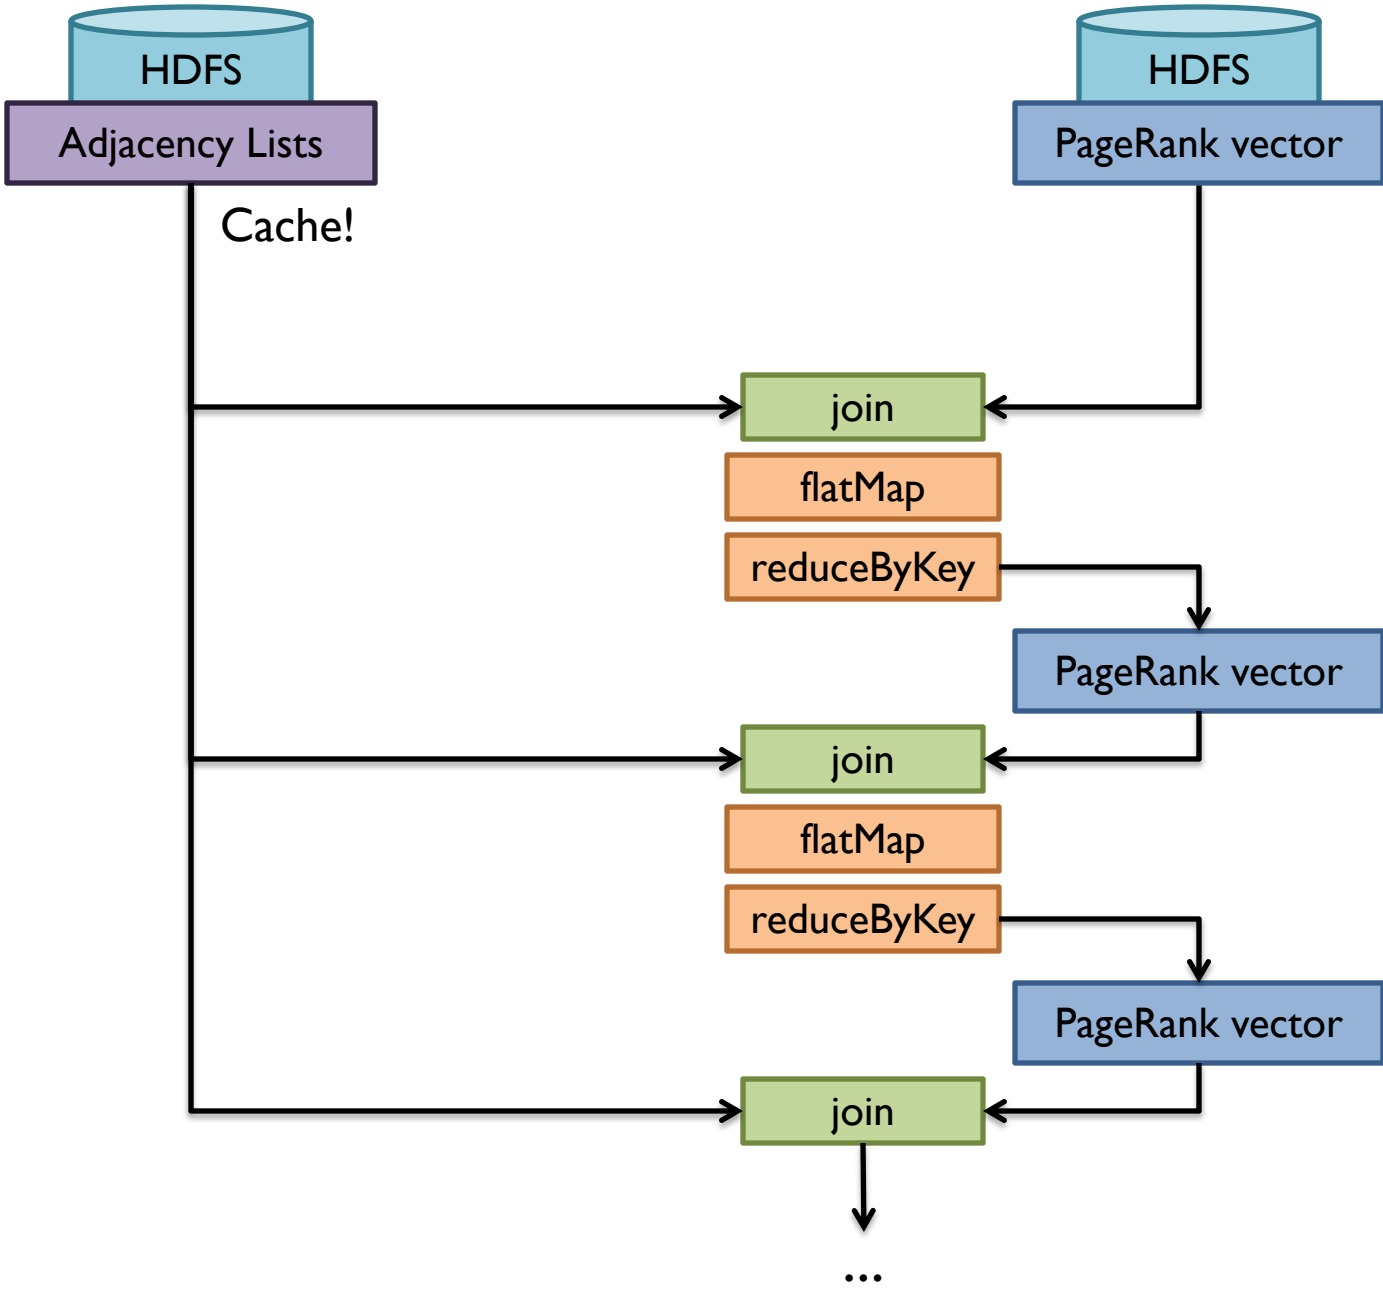 HDFS
HDFS
Adjacency Lists
PageRank vector
Cache!
join
flatMap
reduceByKey
PageRank vector
join
flatMap
reduceByKey
PageRank vector
join
...